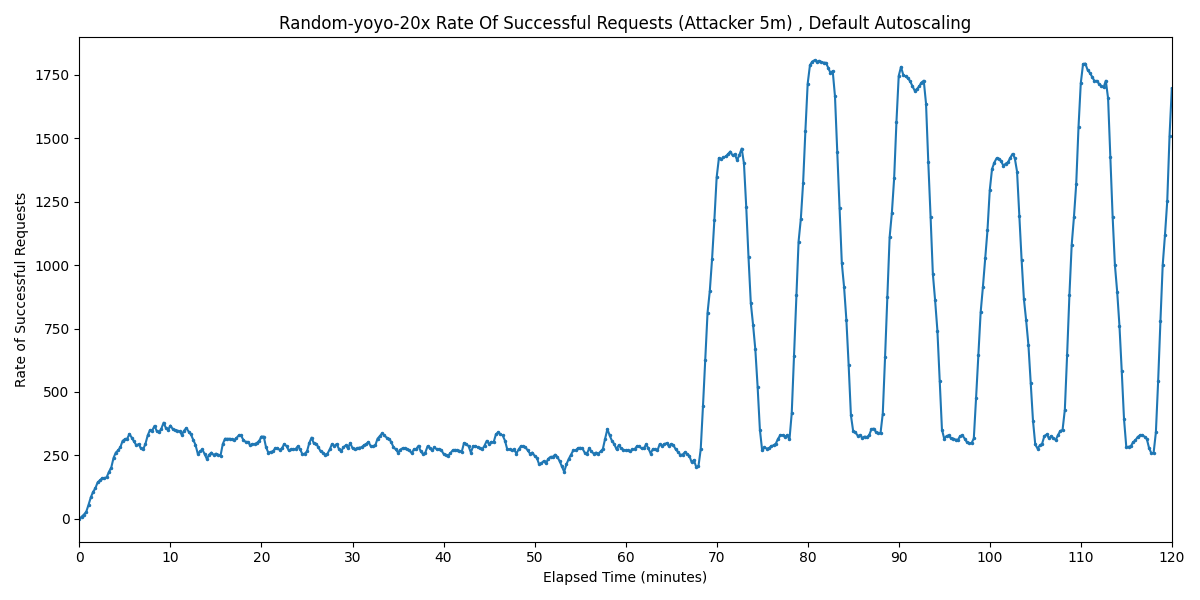 Random-yoyo-20x Rate Of Successful Requests (Attacker 5m) , Default Autoscaling
Rate of Successful Requests
1750
1500
1250
1000
750
500
250
0
0 10 20 30 40 50 60 70 80 90 100 110 120
Elapsed Time (minutes)